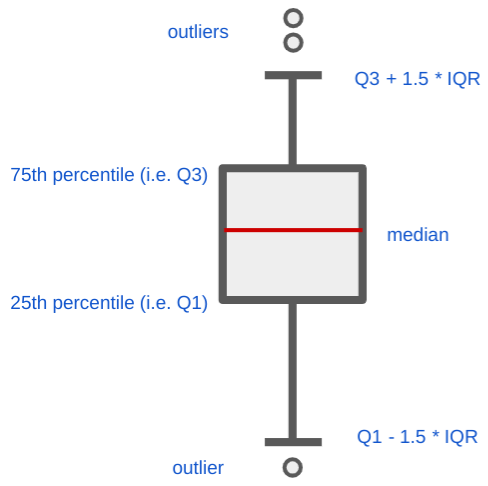 outliers
Q3 + 1.5 * IQR
75th percentile (i.e. Q3)
median
25th percentile (i.e. Q1)
Q1 - 1.5 * IQR
outlier